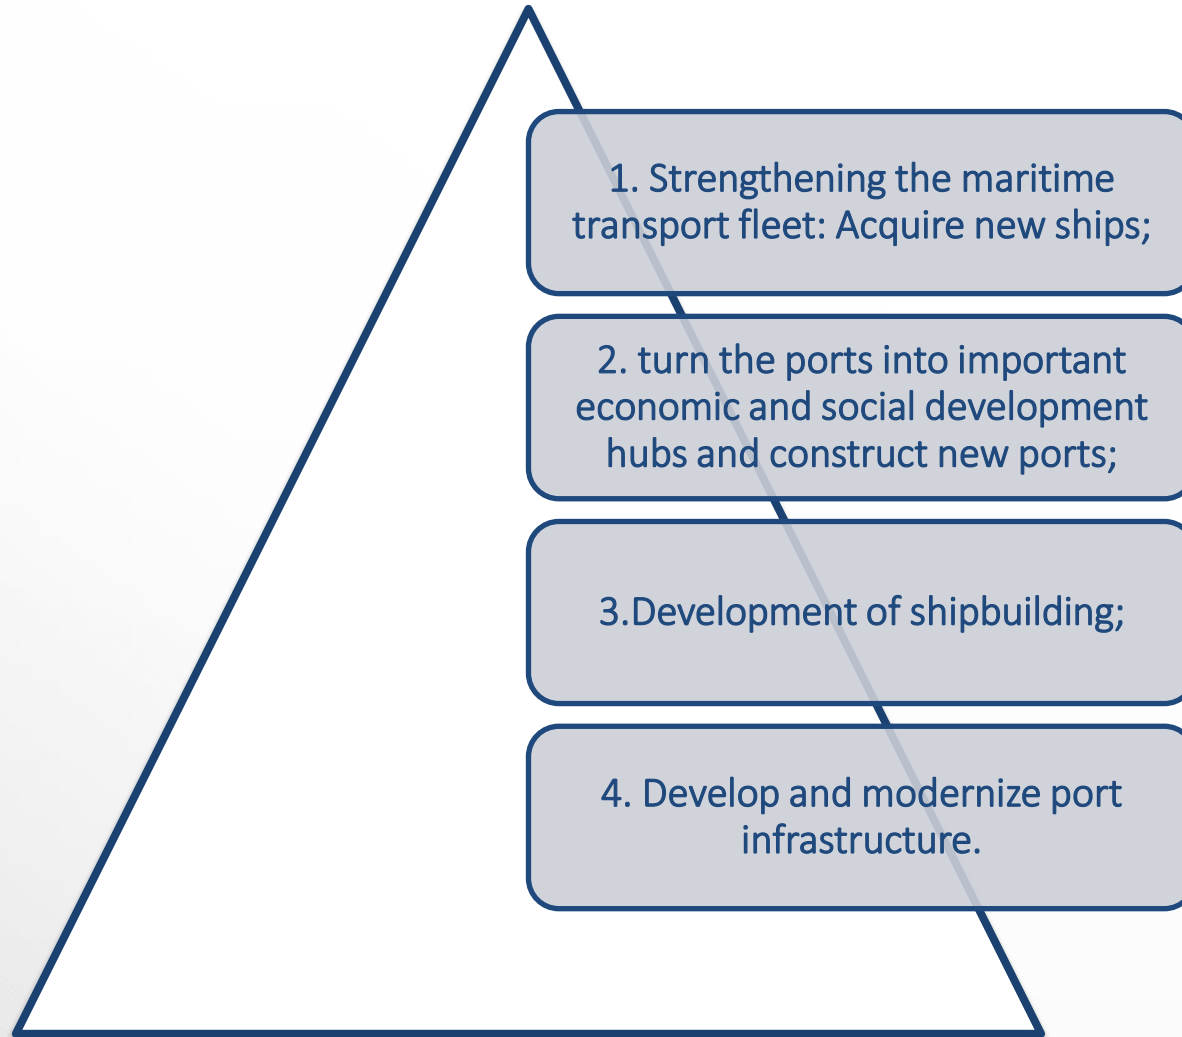 1. Strengthening the maritime
transport fleet: Acquire new ships;
2. turn the ports into important
economic and social development
hubs and construct new ports;
3.Development of shipbuilding;
4. Develop and modernize port
infrastructure.